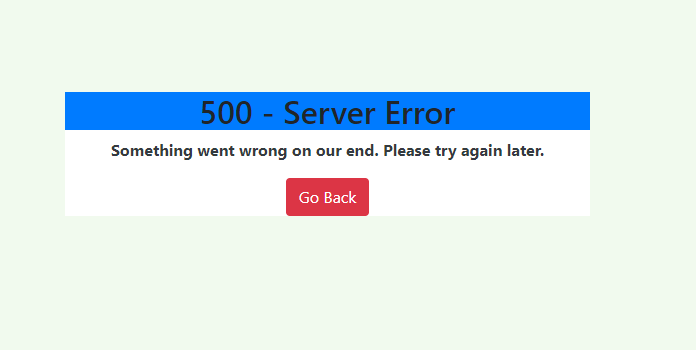 500 - Server Error
Something went wrong on our end. Please try again later.
Go Back